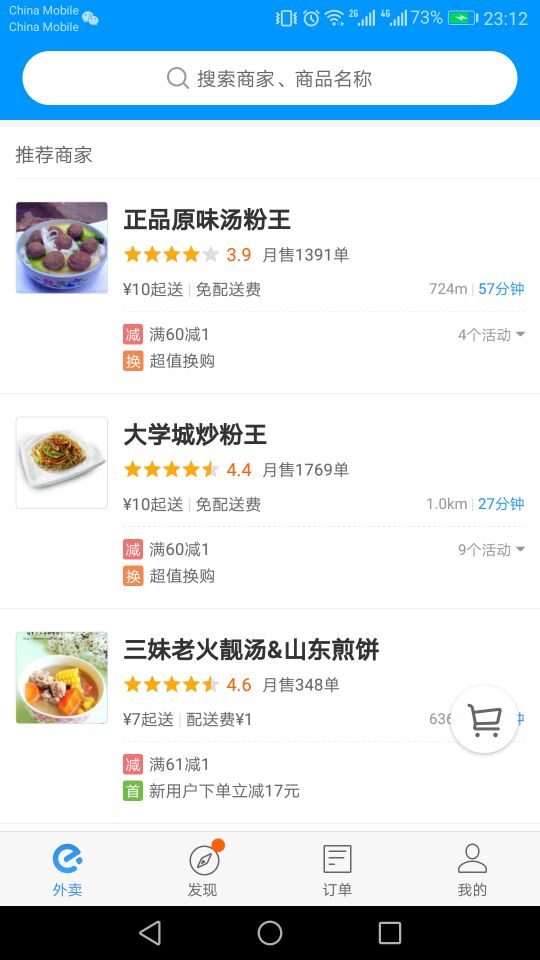 China Mobile
China Mobile
2G 4G 73% 23:12
搜索商家、商品名称
推荐商家
正品原味汤粉王
3.9 月售1391单
¥10起送 免配送费 724m 57分钟
减 满60减1 4个活动
换 超值换购
大学城炒粉王
4.4 月售1769单
¥10起送 免配送费 1.0km 27分钟
减 满60减1 9个活动
换 超值换购
三妹老火靓汤&山东煎饼
4.6 月售348单
¥7起送 配送费¥1 636 钟
减 满61减1
首 新用户下单立减17元
外卖 发现 订单 我的